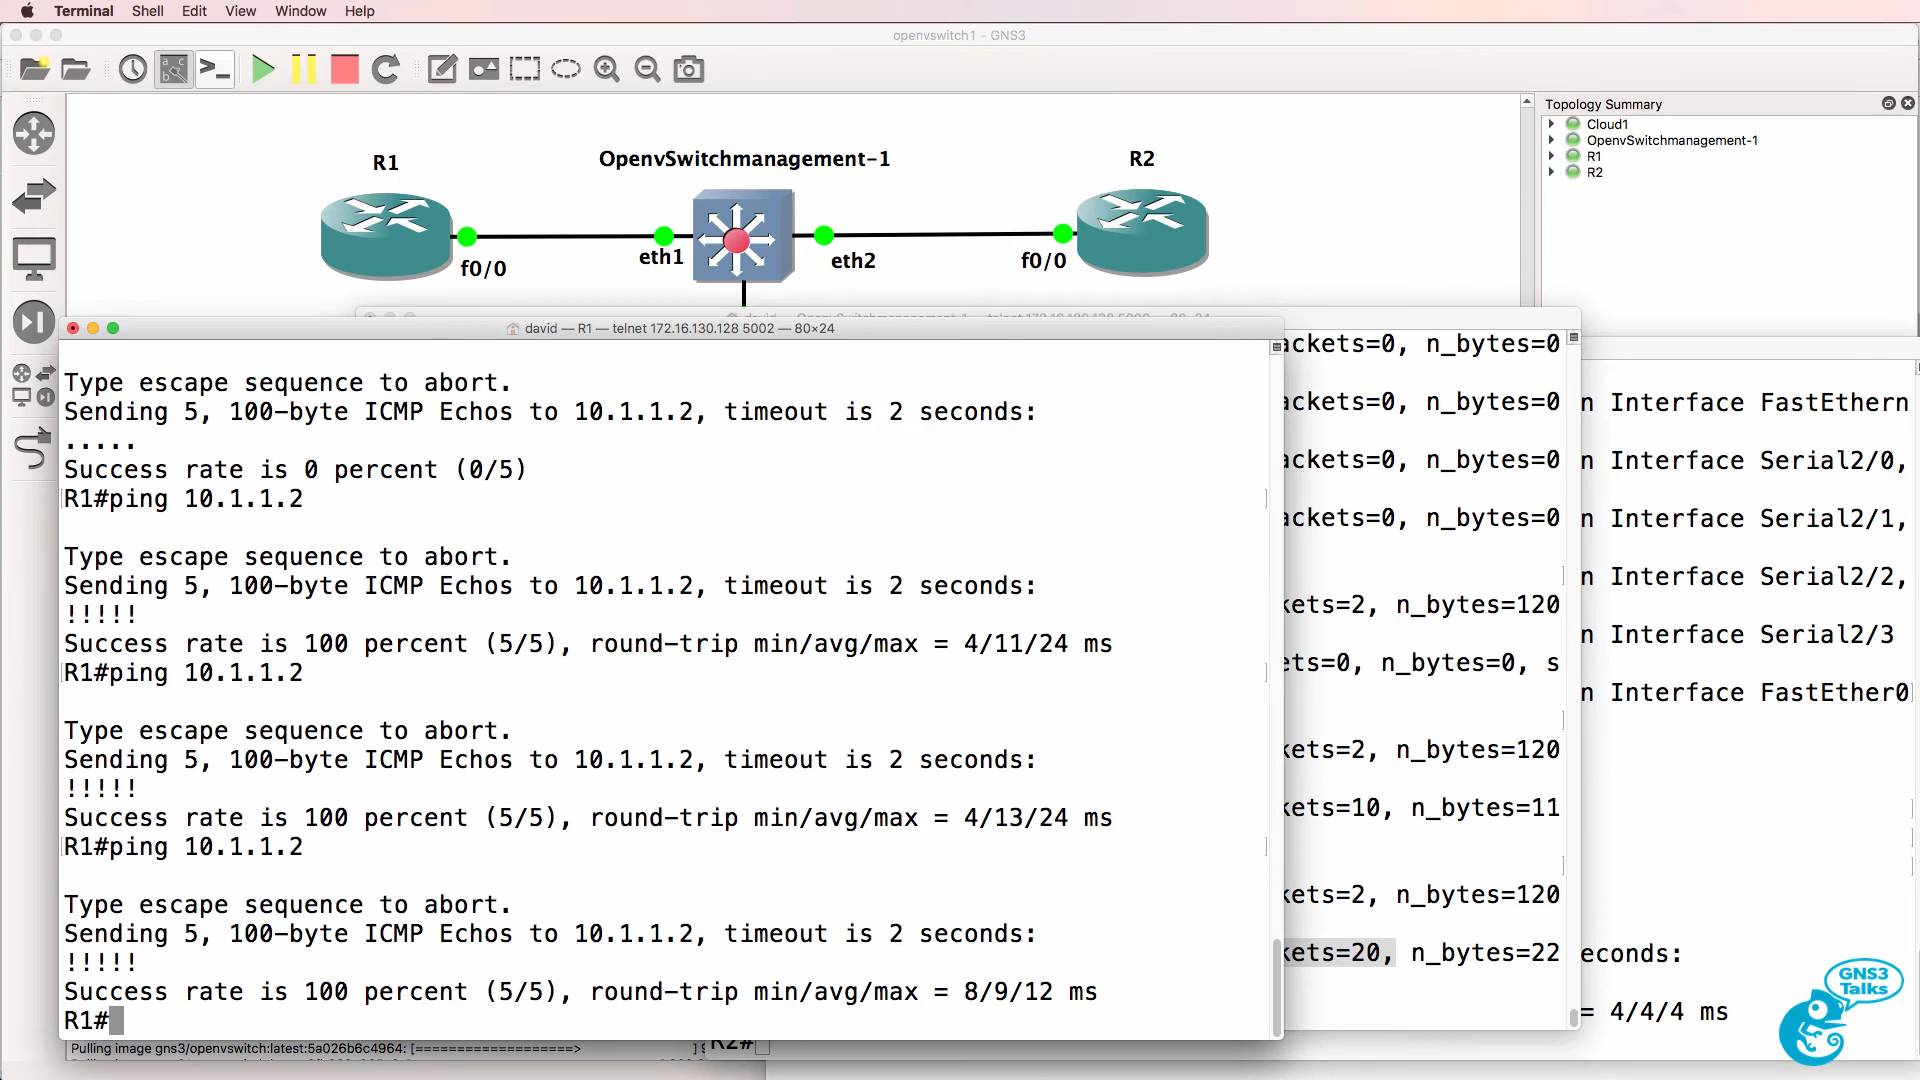 Terminal Shell Edit View Window Help
openvswitch1 - GNS3
Topology Summary
Cloud1
OpenvSwitchmanagement-1
R1
R2
R1
OpenvSwitchmanagement-1
R2
f0/0
eth1
eth2
f0/0
david — R1 — telnet 172.16.130.128 5002 — 80×24
Type escape sequence to abort.
Sending 5, 100-byte ICMP Echos to 10.1.1.2, timeout is 2 seconds:
.....
Success rate is 0 percent (0/5)
R1#ping 10.1.1.2
Type escape sequence to abort.
Sending 5, 100-byte ICMP Echos to 10.1.1.2, timeout is 2 seconds:
!!!!!
Success rate is 100 percent (5/5), round-trip min/avg/max = 4/11/24 ms
R1#ping 10.1.1.2
Type escape sequence to abort.
Sending 5, 100-byte ICMP Echos to 10.1.1.2, timeout is 2 seconds:
!!!!!
Success rate is 100 percent (5/5), round-trip min/avg/max = 4/13/24 ms
R1#ping 10.1.1.2
Type escape sequence to abort.
Sending 5, 100-byte ICMP Echos to 10.1.1.2, timeout is 2 seconds:
!!!!!
Success rate is 100 percent (5/5), round-trip min/avg/max = 8/9/12 ms
R1#
ackets=0, n_bytes=0
ackets=0, n_bytes=0
ackets=0, n_bytes=0
ackets=0, n_bytes=0
kets=2, n_bytes=120
ets=0, n_bytes=0, s
kets=2, n_bytes=120
kets=10, n_bytes=11
kets=2, n_bytes=120
kets=20, n_bytes=22
n Interface FastEthern
n Interface Serial2/0,
n Interface Serial2/1,
n Interface Serial2/2,
n Interface Serial2/3
n Interface FastEther0
econds:
= 4/4/4 ms
Pulling image gns3/openvswitch:latest:5a026b6c4964: [===================>
R2#
GNS3
Talks